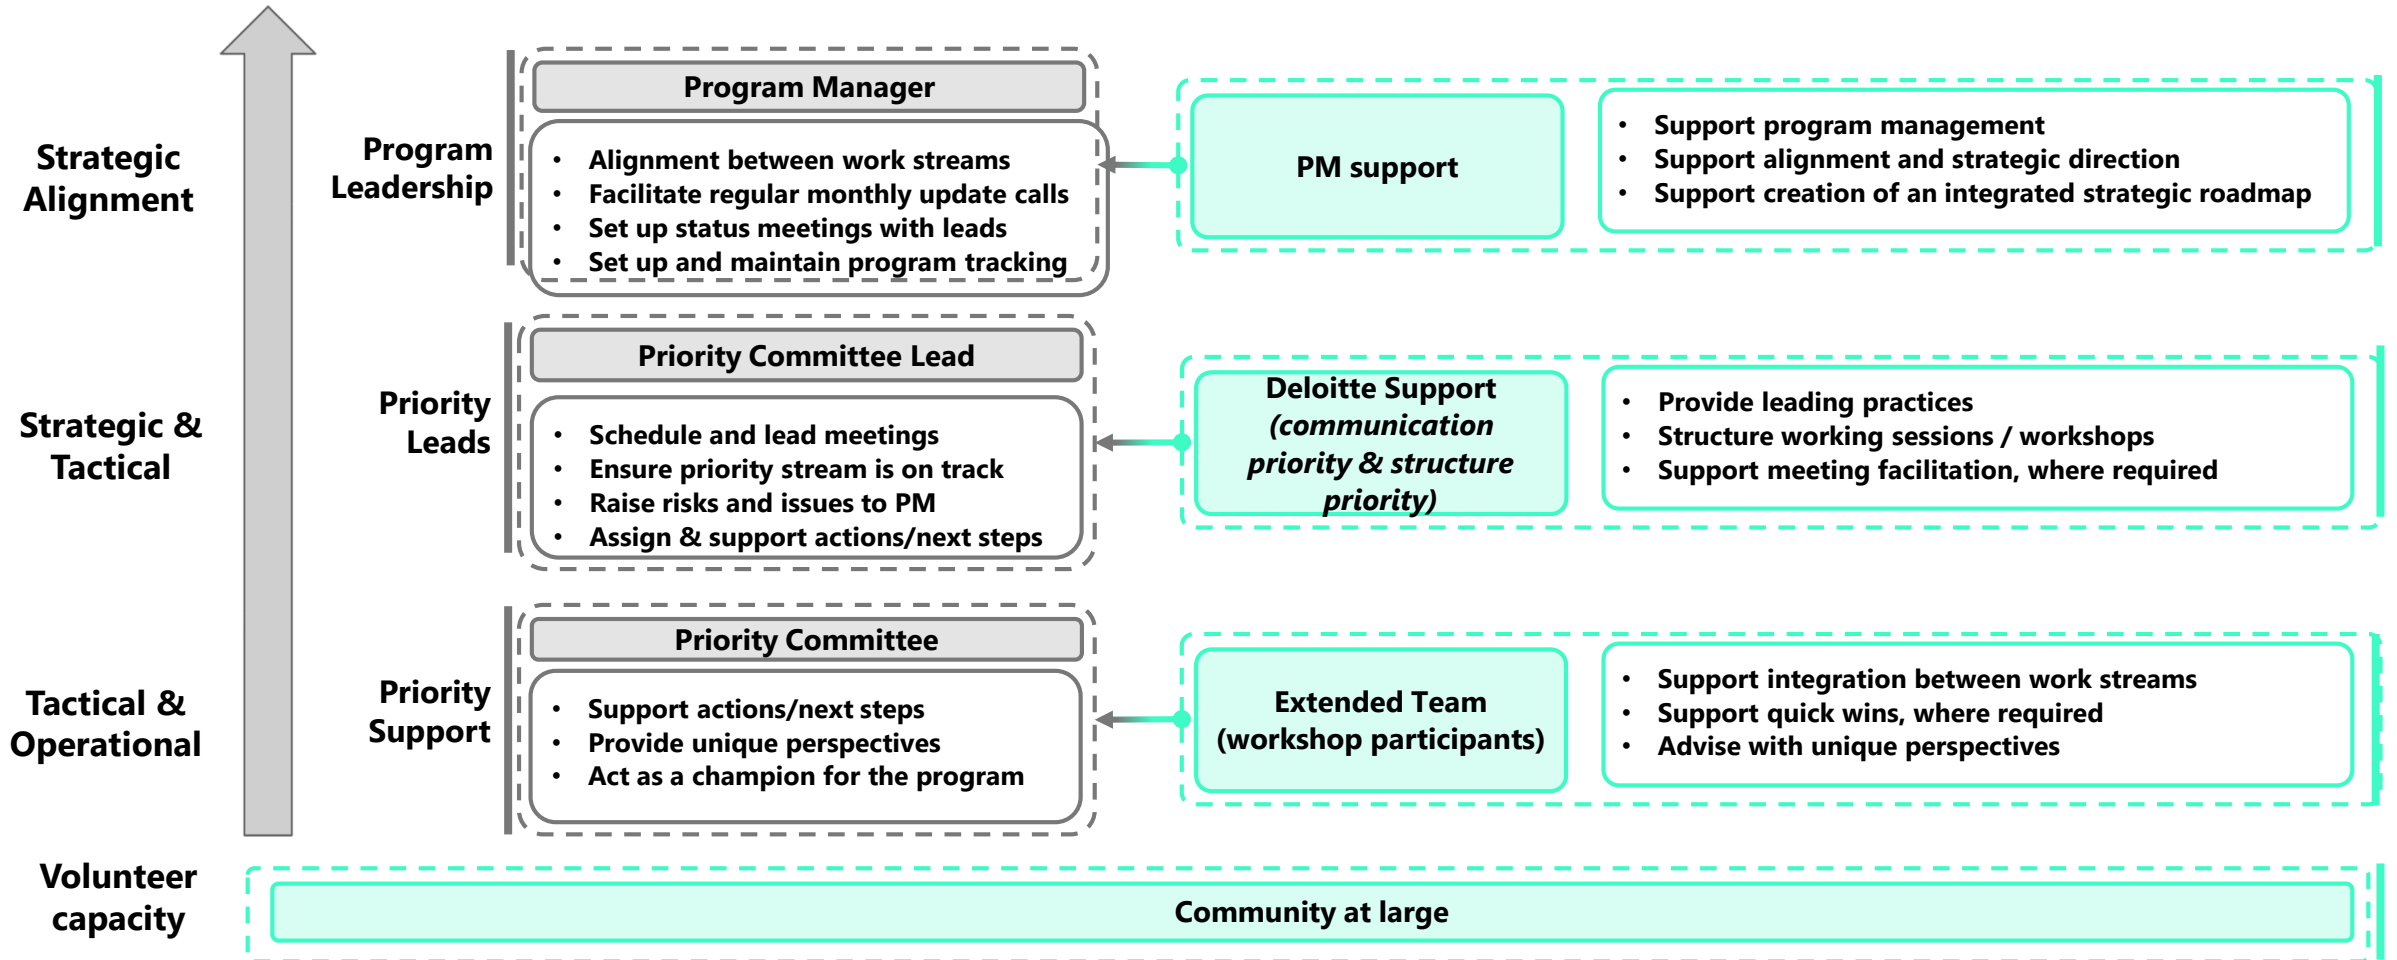 Strategic
Alignment
Program
Leadership
Program Manager
• Alignment between work streams
• Facilitate regular monthly update calls
• Set up status meetings with leads
• Set up and maintain program tracking
PM support
• Support program management
• Support alignment and strategic direction
• Support creation of an integrated strategic roadmap
Strategic &
Tactical
Priority
Leads
Priority Committee Lead
• Schedule and lead meetings
• Ensure priority stream is on track
• Raise risks and issues to PM
• Assign & support actions/next steps
Deloitte Support
(communication
priority & structure
priority)
• Provide leading practices
• Structure working sessions / workshops
• Support meeting facilitation, where required
Tactical &
Operational
Priority
Support
Priority Committee
• Support actions/next steps
• Provide unique perspectives
• Act as a champion for the program
Extended Team
(workshop participants)
• Support integration between work streams
• Support quick wins, where required
• Advise with unique perspectives
Volunteer
capacity
Community at large